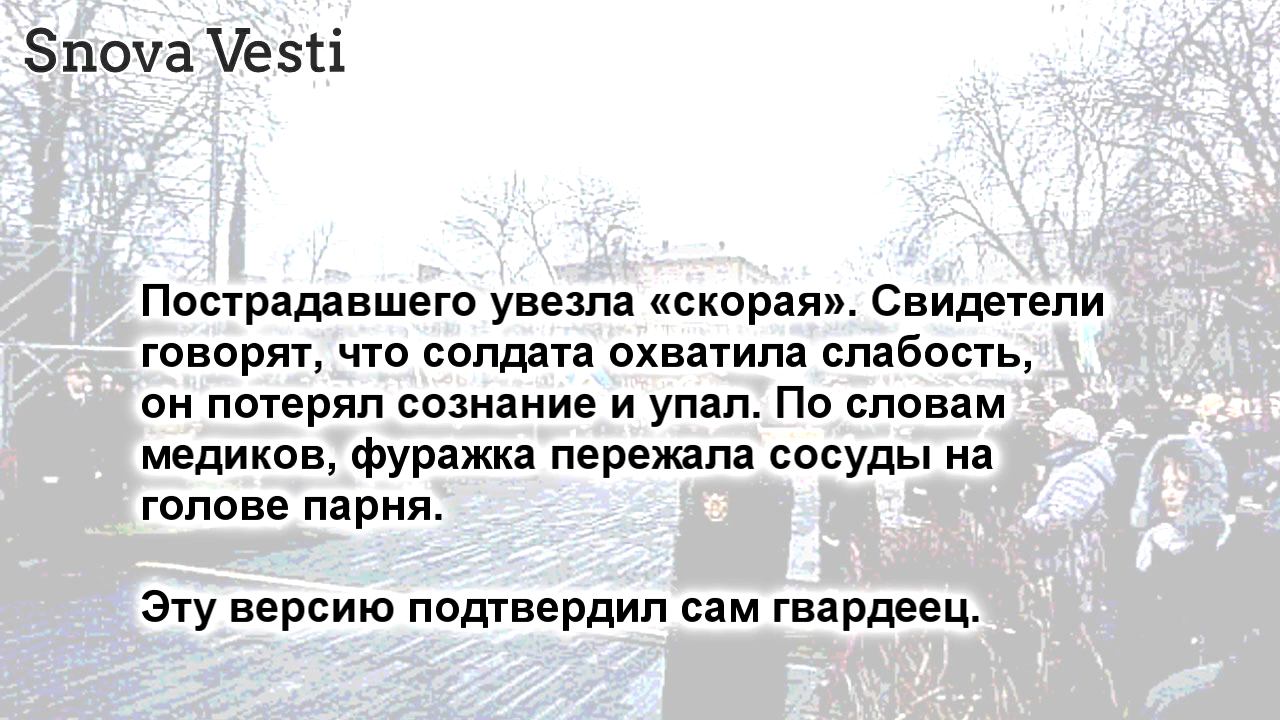 Snova Vesti
Пострадавшего увезла «скорая». Свидетели
говорят, что солдата охватила слабость,
он потерял сознание и упал. По словам
медиков, фуражка пережала сосуды на
голове парня.
Эту версию подтвердил сам гвардеец.